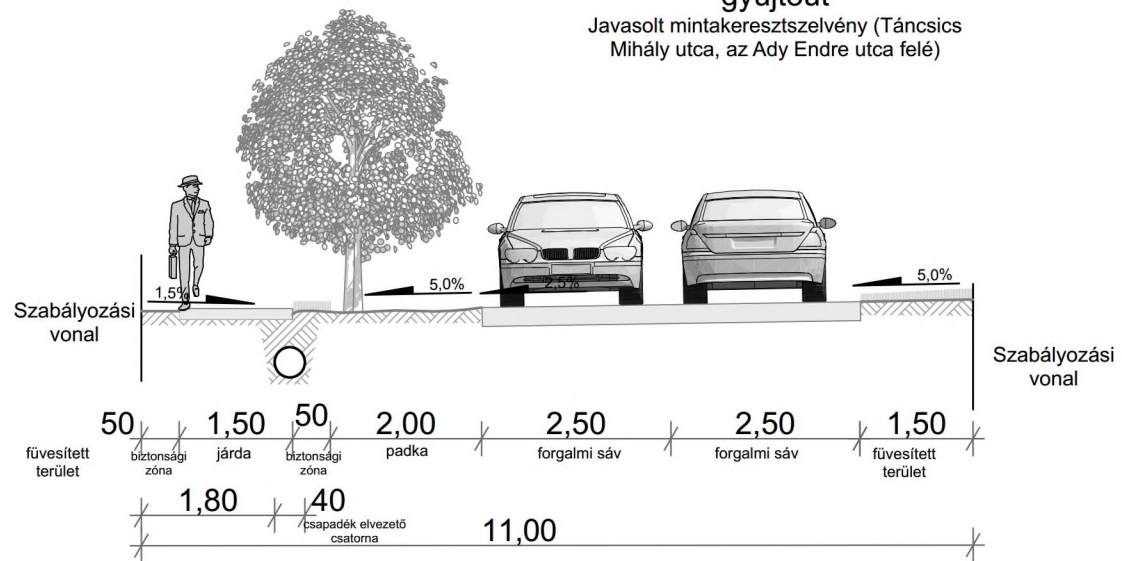 gyűjtőút
Javasolt mintakeresztszelvény (Táncsics
Mihály utca, az Ady Endre utca felé)
1,5%
5,0%
2,5%
5,0%
Szabályozási
vonal
Szabályozási
vonal
50 1,50 50 2,00 2,50 2,50 1,50
füvesített
terület
biztonsági
zóna
járda
biztonsági
zóna
padka
forgalmi sáv
forgalmi sáv
füvesített
terület
1,80 40
csapadék elvezető
csatorna
11,00